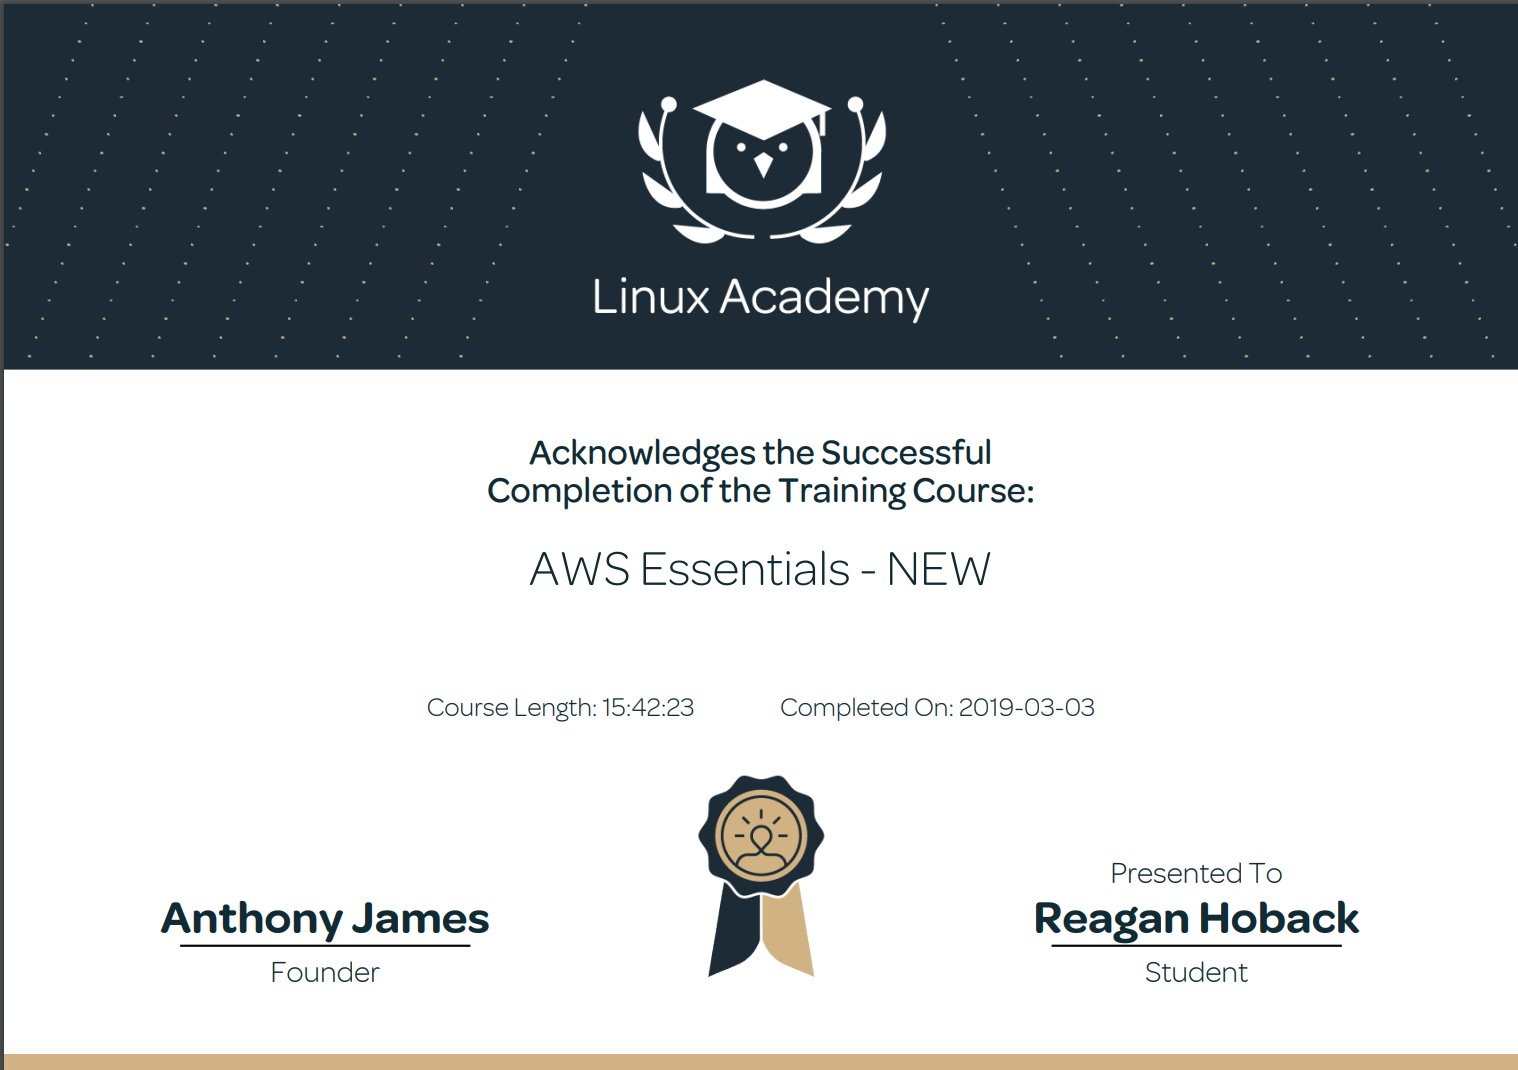 Linux Academy
Acknowledges the Successful
Completion of the Training Course:
AWS Essentials - NEW
Course Length: 15:42:23
Completed On: 2019-03-03
Anthony James
Founder
Presented To
Reagan Hoback
Student